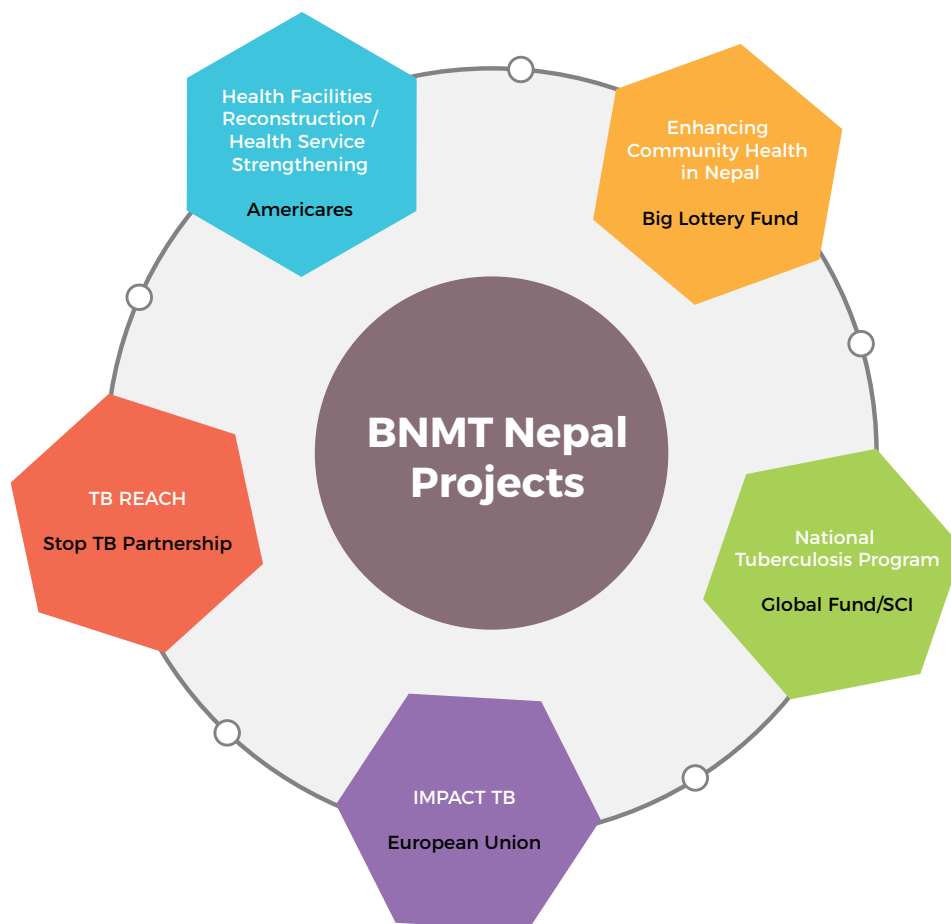 Health Facilities
Reconstruction /
Health Service
Strengthening
Americares
Enhancing
Community Health
in Nepal
Big Lottery Fund
BNMT Nepal
Projects
TB REACH
Stop TB Partnership
National
Tuberculosis Program
Global Fund/SCI
IMPACT TB
European Union